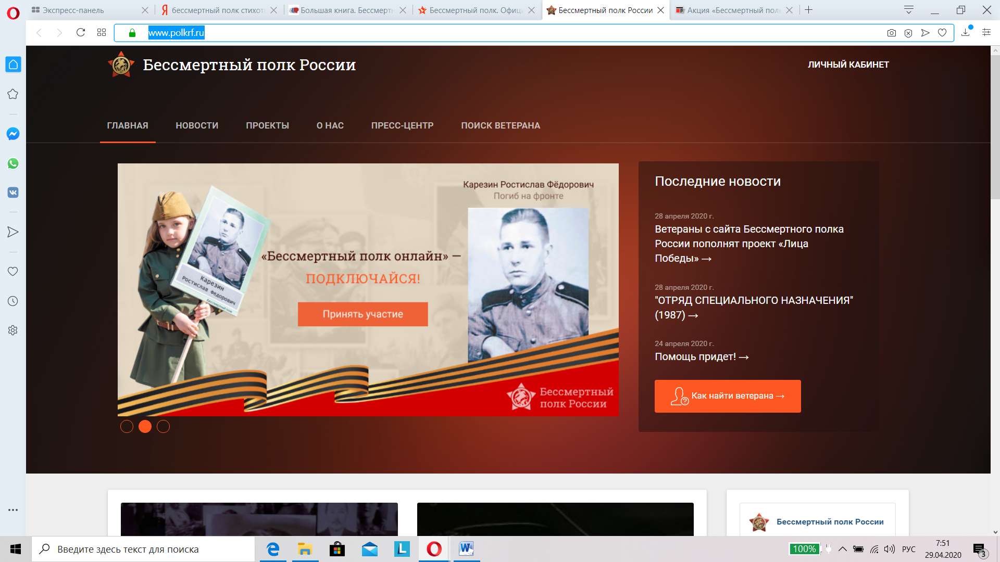 Экспресс-панель
бессмертный полк стихот
Большая книга. Бессмертн
Бессмертный полк. Офиц
Бессмертный полк России
Акция «Бессмертный пол
www.polkrf.ru
Бессмертный полк России
ЛИЧНЫЙ КАБИНЕТ
ГЛАВНАЯ НОВОСТИ ПРОЕКТЫ О НАС ПРЕСС-ЦЕНТР ПОИСК ВЕТЕРАНА
Карезин Ростислав Фёдорович
Погиб на фронте
«Бессмертный полк онлайн» —
ПОДКЛЮЧАЙСЯ!
Принять участие
Карезин
Ростислав Федорович
бессмертный полк
Бессмертный
полк России
Последние новости
28 апреля 2020 г.
Ветераны с сайта Бессмертного полка
России пополнят проект «Лица
Победы» →
28 апреля 2020 г.
"ОТРЯД СПЕЦИАЛЬНОГО НАЗНАЧЕНИЯ"
(1987) →
24 апреля 2020 г.
Помощь придет! →
Как найти ветерана →
Бессмертный полк России
Введите здесь текст для поиска
100%
РУС
7:51
29.04.2020
3